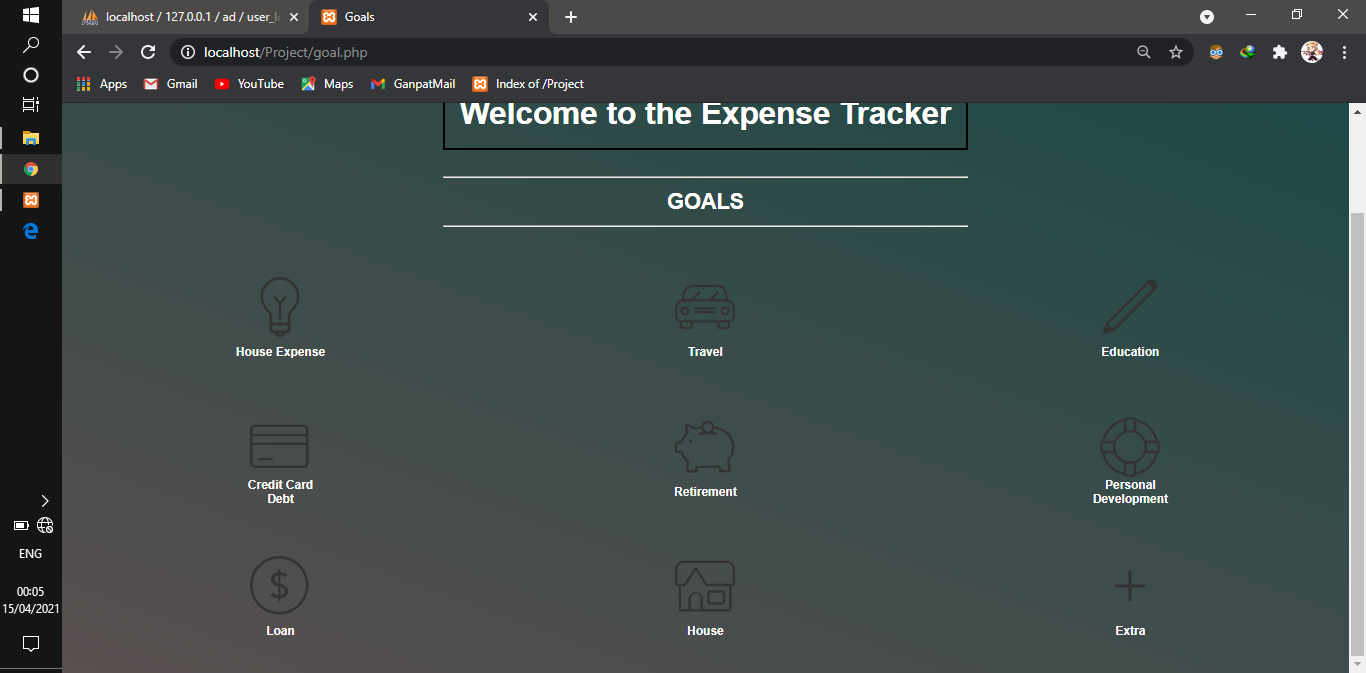 localhost / 127.0.0.1 / ad / user_l
Goals
localhost/Project/goal.php
Apps
Gmail
YouTube
Maps
GanpatMail
Index of /Project
Welcome to the Expense Tracker
GOALS
House Expense
Travel
Education
Credit Card
Debt
Retirement
Personal
Development
Loan
House
Extra
ENG
00:05
15/04/2021